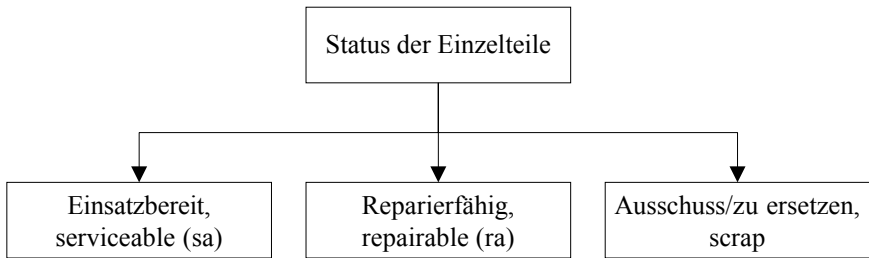 Status der Einzelteile
Einsatzbereit,
serviceable (sa)
Reparierfähig,
repairable (ra)
Ausschuss/zu ersetzen,
scrap